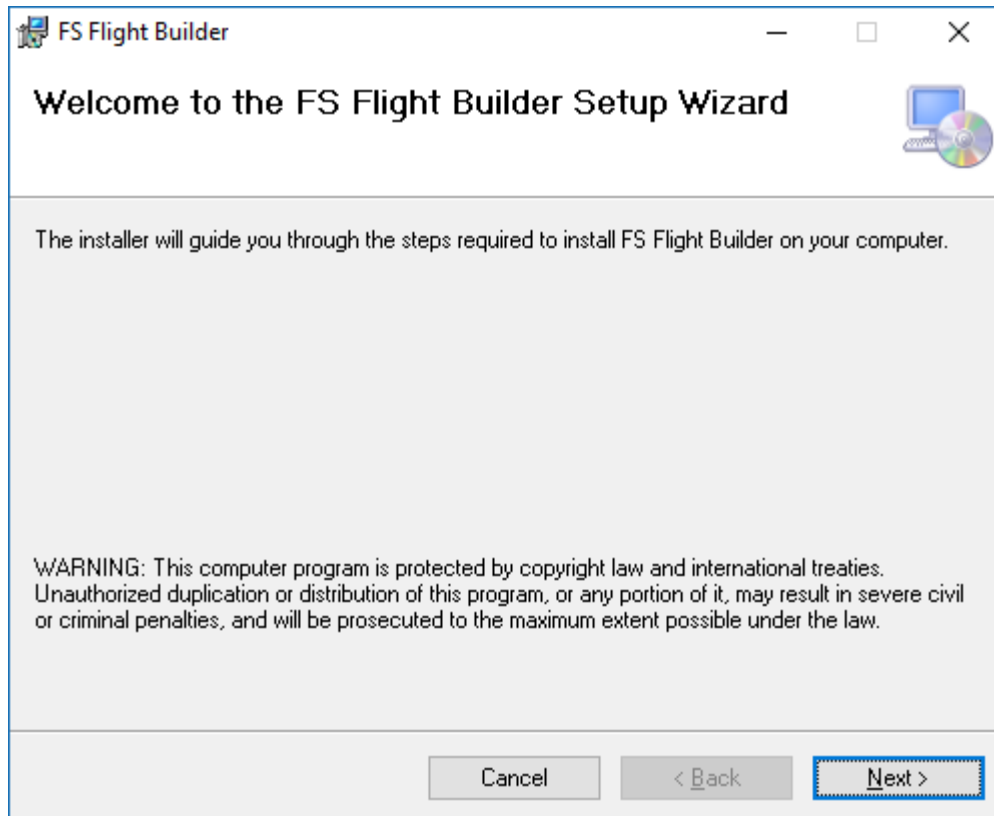 FS Flight Builder
Welcome to the FS Flight Builder Setup Wizard
The installer will guide you through the steps required to install FS Flight Builder on your computer.
WARNING: This computer program is protected by copyright law and international treaties.
Unauthorized duplication or distribution of this program, or any portion of it, may result in severe civil
or criminal penalties, and will be prosecuted to the maximum extent possible under the law.
Cancel
< Back
Next >